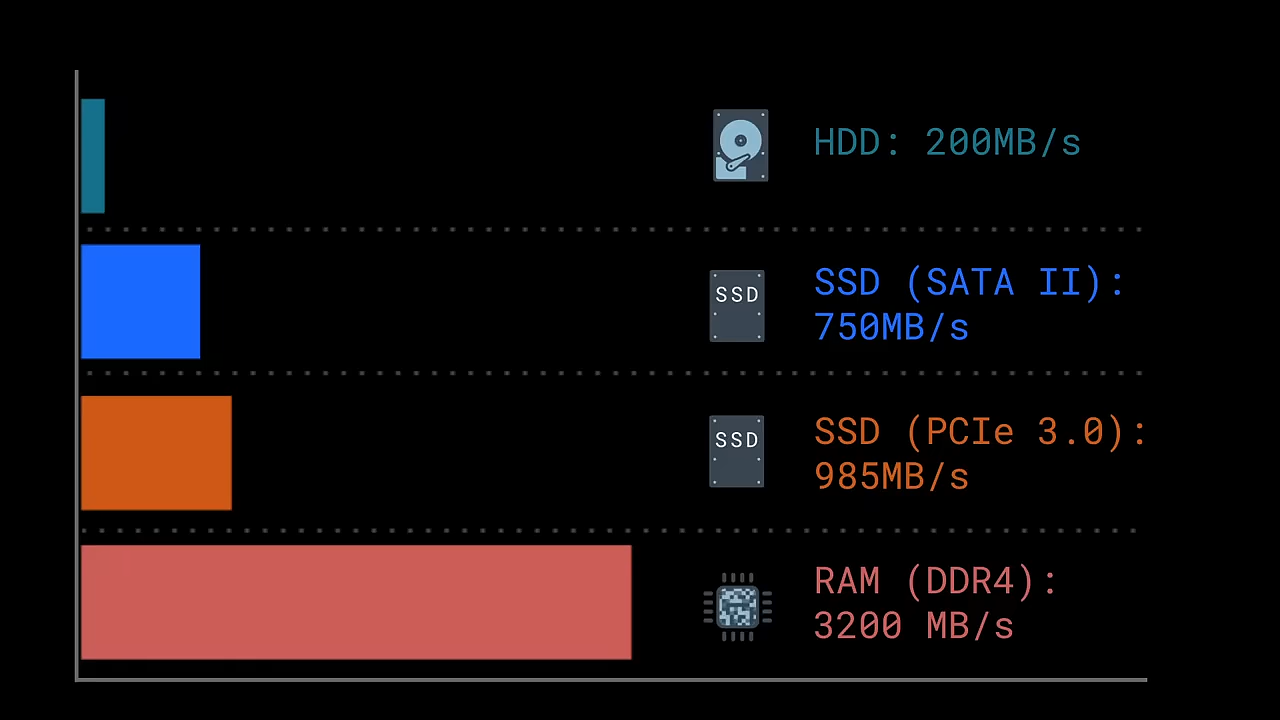 HDD: 200MB/s
SSD
SSD (SATA II):
750MB/s
SSD
SSD (PCIe 3.0):
985MB/s
RAM (DDR4):
3200 MB/s